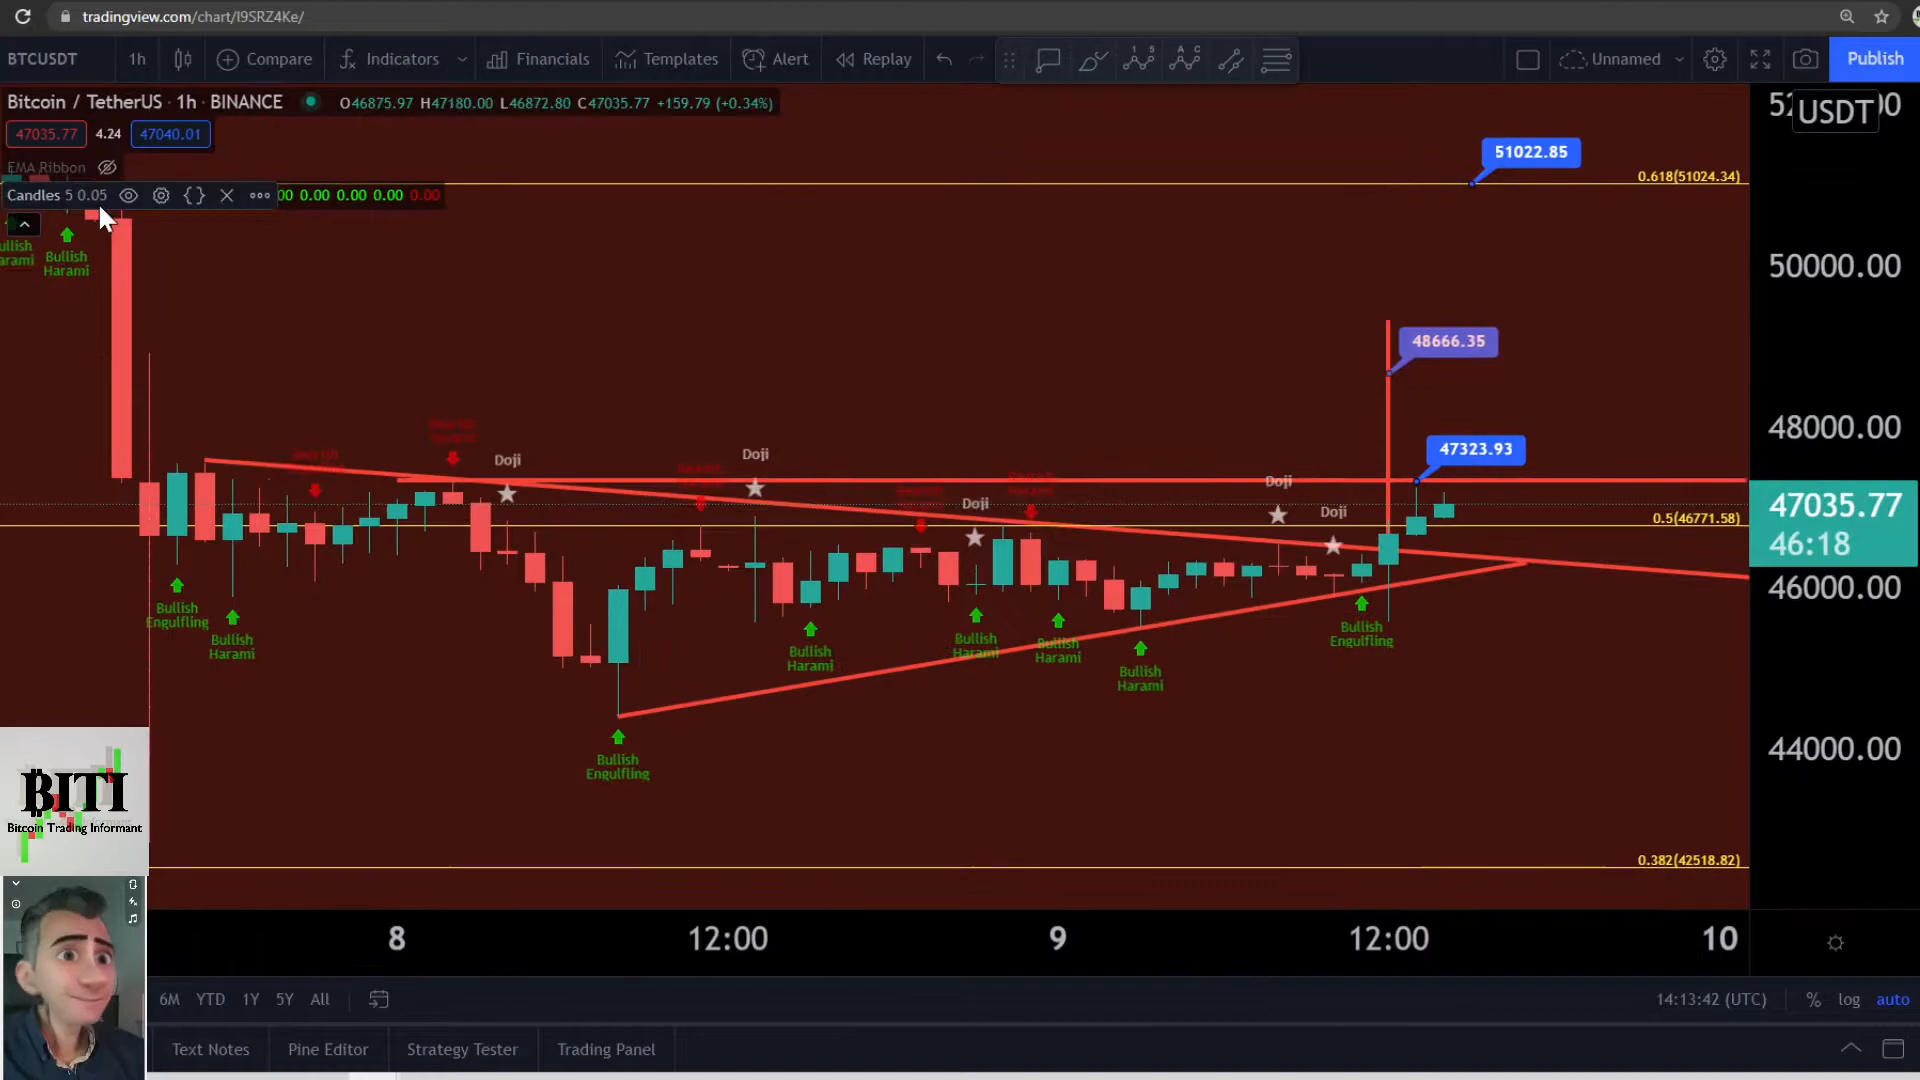 tradingview.com/chart/I9SRZ4Ke/
BTCUSDT 1h Compare Indicators Financials Templates Alert Replay Unnamed Publish
Bitcoin / TetherUS · 1h · BINANCE O46875.97 H47180.00 L46872.80 C47035.77 +159.79 (+0.34%)
USDT
47035.77 4.24 47040.01
EMA Ribbon
Candles 5 0.05 0.00 0.00 0.00 0.00
51022.85
0.618(51024.34)
Bullish
Harami
50000.00
48666.35
48000.00
47323.93
Doji
Doji
Doji
Doji
Doji
47035.77
46:18
0.5(46771.58)
46000.00
Bullish
Engulfling
Bullish
Harami
Bullish
Harami
Bullish
Harami
Bullish
Harami
Bullish
Harami
Bullish
Engulfling
Bullish
Engulfling
44000.00
0.382(42518.82)
BITI
Bitcoin Trading Informant
8 12:00 9 12:00 10
6M YTD 1Y 5Y All 14:13:42 (UTC) % log auto
Text Notes Pine Editor Strategy Tester Trading Panel